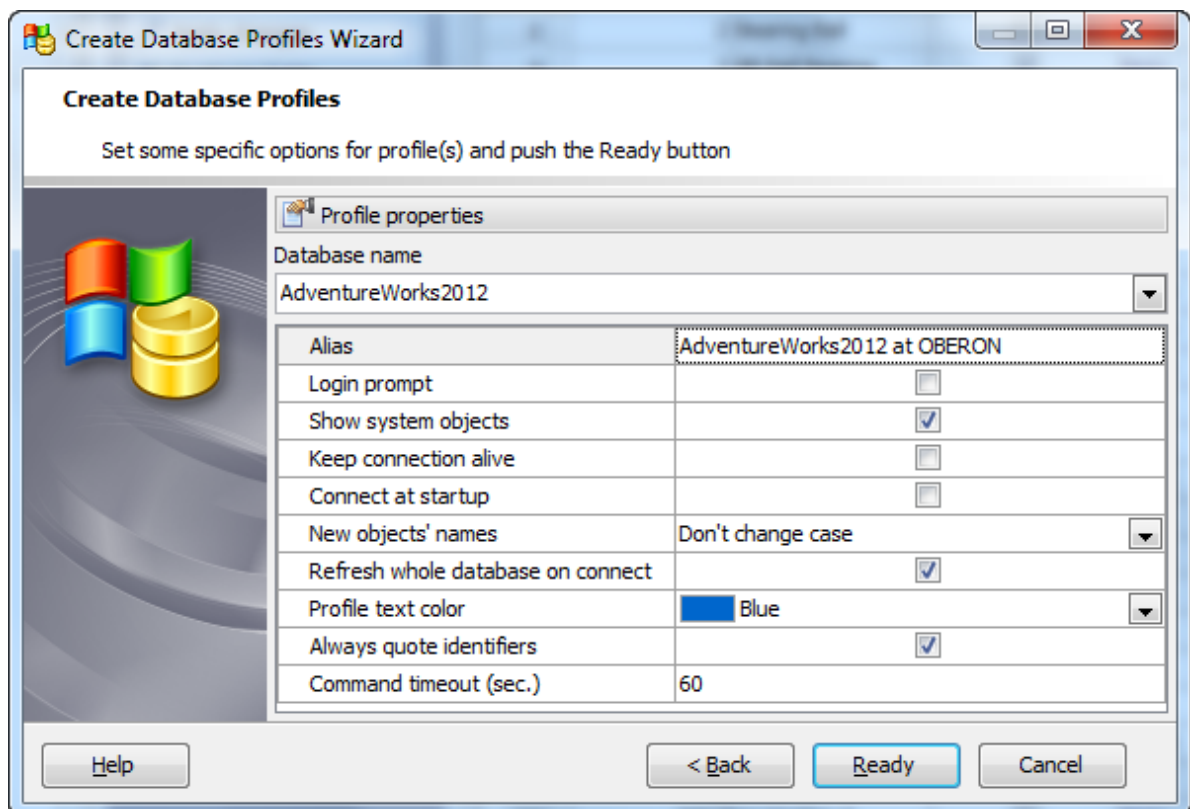 Create Database Profiles Wizard
Create Database Profiles
Set some specific options for profile(s) and push the Ready button
Profile properties
Database name
AdventureWorks2012
Alias AdventureWorks2012 at OBERON
Login prompt
Show system objects
Keep connection alive
Connect at startup
New objects' names Don't change case
Refresh whole database on connect
Profile text color Blue
Always quote identifiers
Command timeout (sec.) 60
Help < Back Ready Cancel